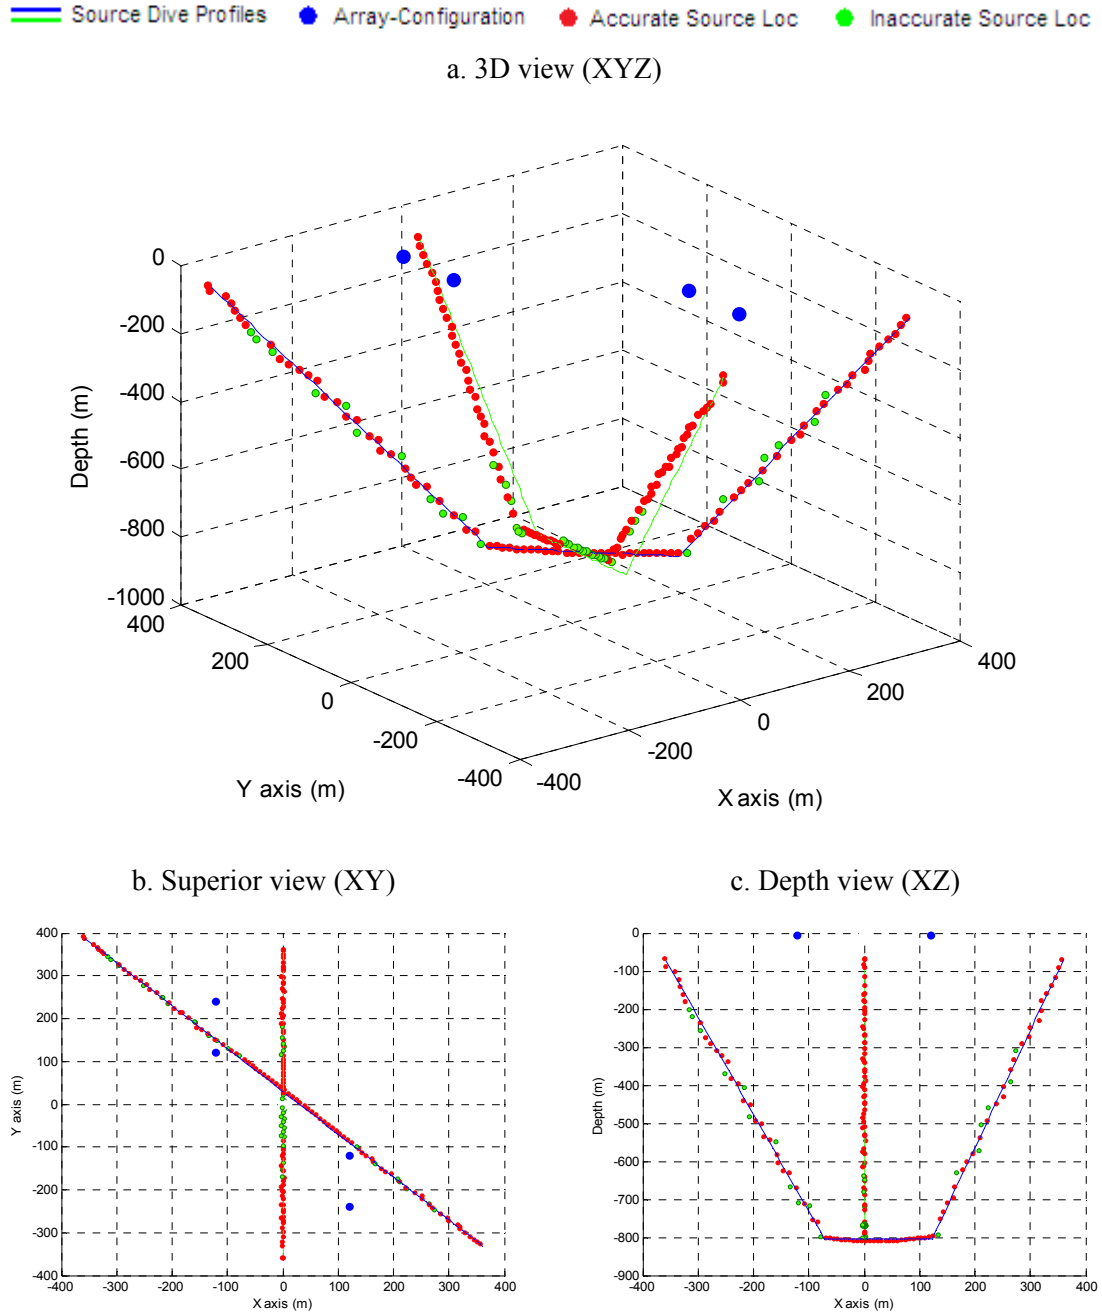 Source Dive Profiles Array-Configuration Accurate Source Loc Inaccurate Source Loc
a. 3D view (XYZ)
0
-200
-400
-600
-800
-1000
Depth (m)
400
200
0
-200
-400
Y axis (m)
-400
-200
0
200
400
X axis (m)
b. Superior view (XY)
400
300
200
100
0
-100
-200
-300
-400
Y axis (m)
-400 -300 -200 -100 0 100 200 300 400
X axis (m)
c. Depth view (XZ)
0
-100
-200
-300
-400
-500
-600
-700
-800
-900
Depth (m)
-400 -300 -200 -100 0 100 200 300 400
X axis (m)